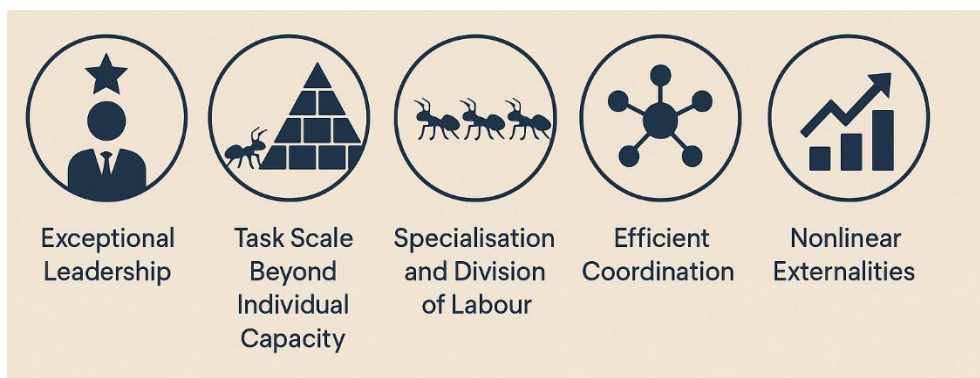 Exceptional
Leadership
Task Scale
Beyond
Individual
Capacity
Specialisation
and Division
of Labour
Efficient
Coordination
Nonlinear
Externalities